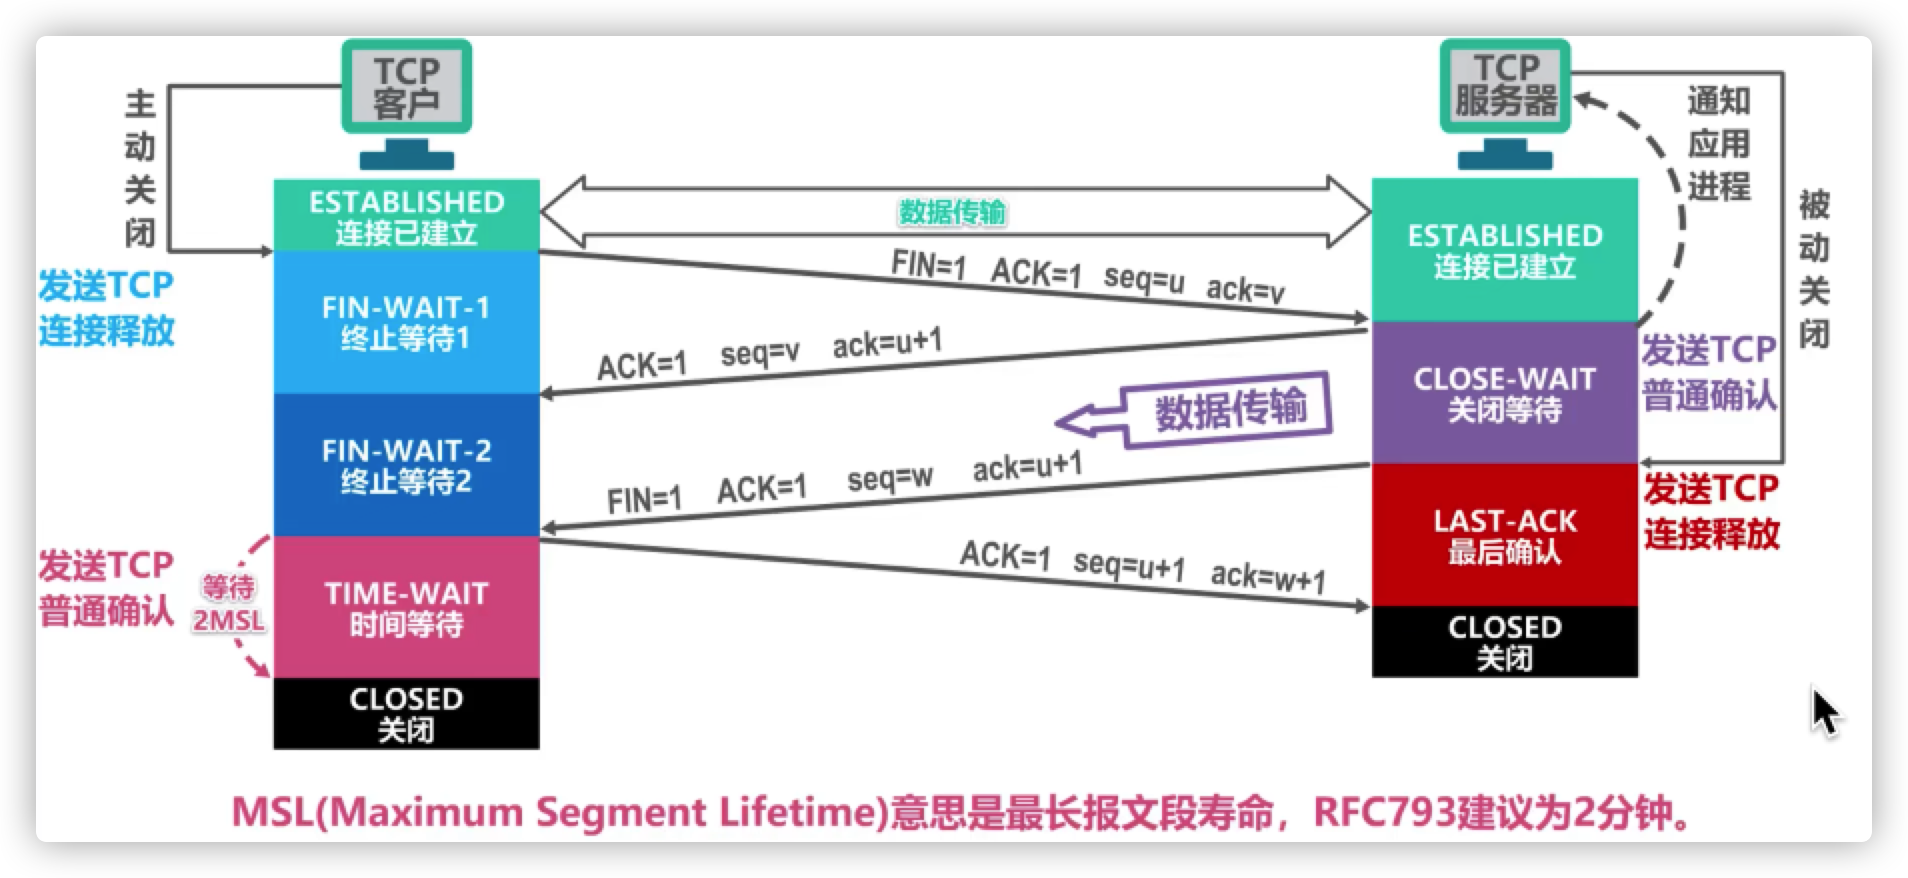 TCP
客户
TCP
服务器
主动关闭
通知
应用
进程
被动关闭
ESTABLISHED
连接已建立
数据传输
ESTABLISHED
连接已建立
发送TCP
连接释放
FIN=1 ACK=1 seq=u ack=v
FIN-WAIT-1
终止等待1
ACK=1 seq=v ack=u+1
CLOSE-WAIT
关闭等待
发送TCP
普通确认
数据传输
FIN-WAIT-2
终止等待2
FIN=1 ACK=1 seq=w ack=u+1
发送TCP
连接释放
LAST-ACK
最后确认
发送TCP
普通确认
等待
2MSL
TIME-WAIT
时间等待
ACK=1 seq=u+1 ack=w+1
CLOSED
关闭
CLOSED
关闭
MSL(Maximum Segment Lifetime)意思是最长报文段寿命，RFC793建议为2分钟。